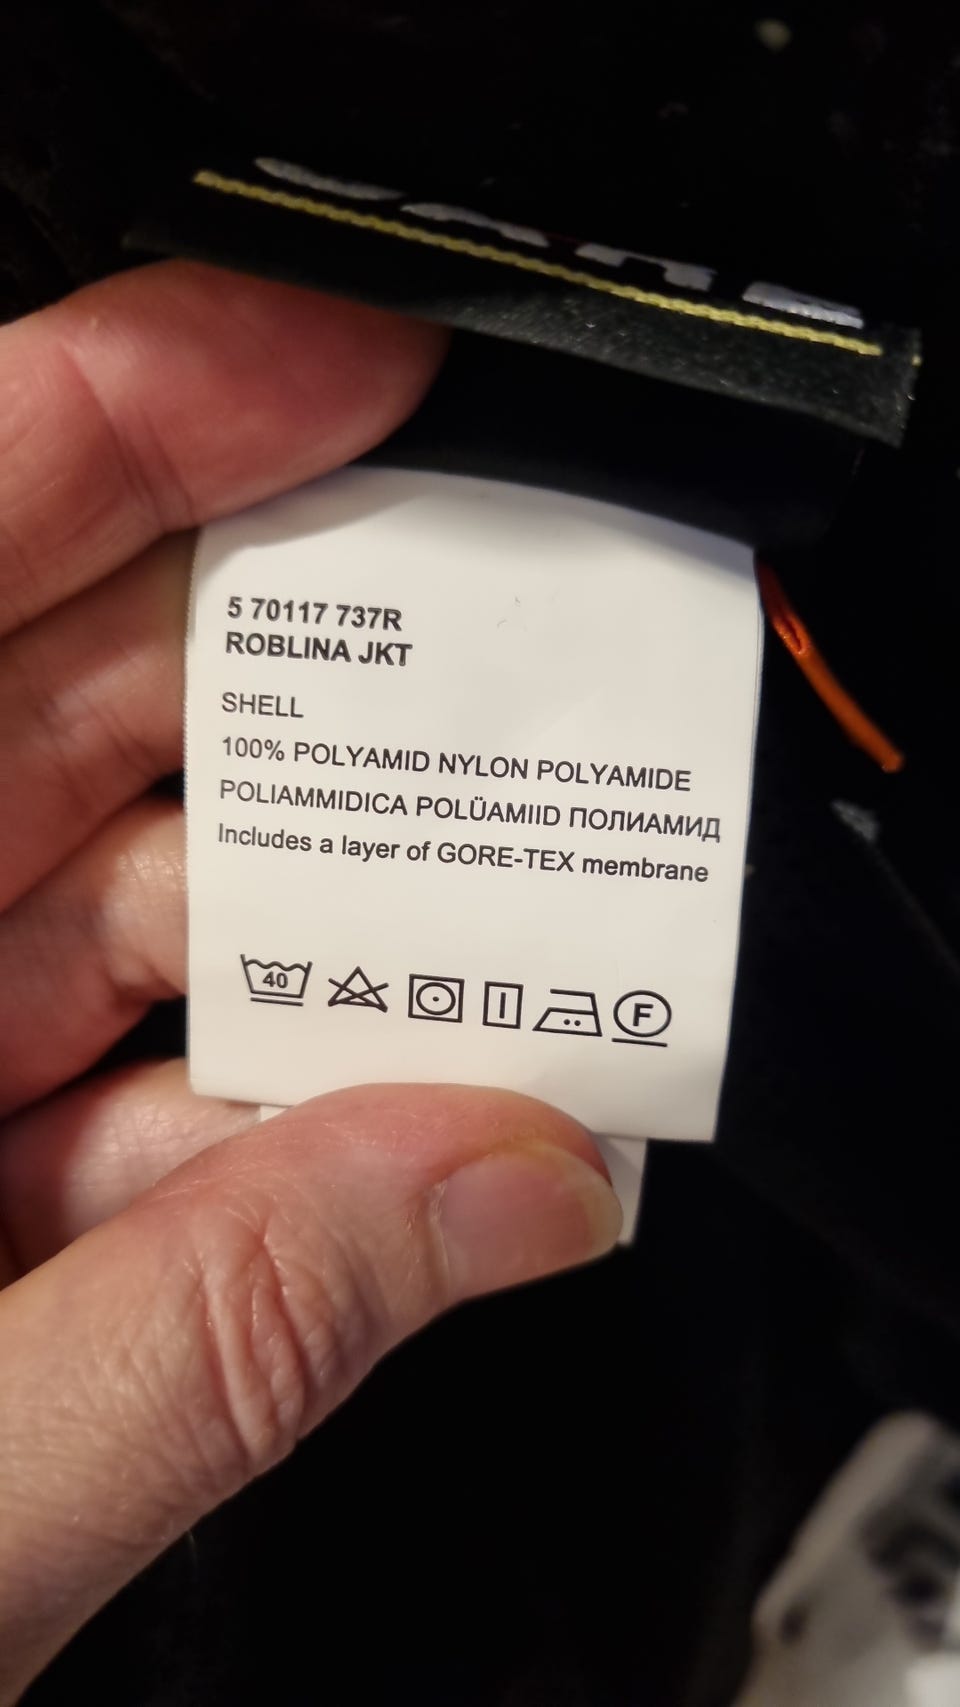 5 70117 737R
ROBLINA JKT
SHELL
100% POLYAMID NYLON POLYAMIDE
POLIAMMIDICA POLÜAMIID ПОЛИАМИД
Includes a layer of GORE-TEX membrane
40
F